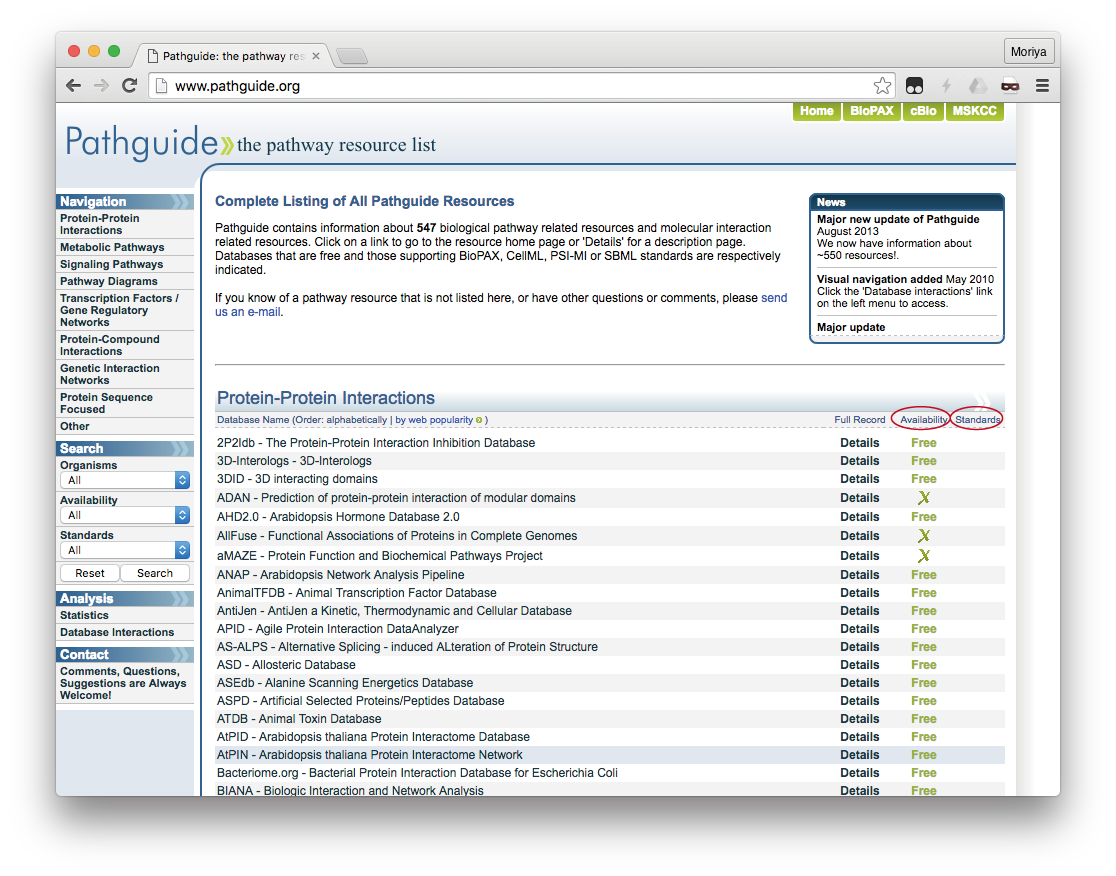 Pathguide: the pathway res
Moriya
www.pathguide.org
Home BioPAX cBio MSKCC
Pathguide the pathway resource list
Navigation
Protein-Protein
Interactions
Metabolic Pathways
Signaling Pathways
Pathway Diagrams
Transcription Factors /
Gene Regulatory
Networks
Protein-Compound
Interactions
Genetic Interaction
Networks
Protein Sequence
Focused
Other
Search
Organisms
All
Availability
All
Standards
All
Reset Search
Analysis
Statistics
Database Interactions
Contact
Comments, Questions,
Suggestions are Always
Welcome!
Complete Listing of All Pathguide Resources
Pathguide contains information about 547 biological pathway related resources and molecular interaction
related resources. Click on a link to go to the resource home page or 'Details' for a description page.
Databases that are free and those supporting BioPAX, CellML, PSI-MI or SBML standards are respectively
indicated.
If you know of a pathway resource that is not listed here, or have other questions or comments, please send
us an e-mail.
News
Major new update of Pathguide
August 2013
We now have information about
~550 resources!.
Visual navigation added May 2010
Click the 'Database interactions' link
on the left menu to access.
Major update
Protein-Protein Interactions
Database Name (Order: alphabetically | by web popularity ) Full Record Availability Standards
2P2Idb - The Protein-Protein Interaction Inhibition Database Details Free
3D-Interologs - 3D-Interologs Details Free
3DID - 3D interacting domains Details Free
ADAN - Prediction of protein-protein interaction of modular domains Details X
AHD2.0 - Arabidopsis Hormone Database 2.0 Details Free
AllFuse - Functional Associations of Proteins in Complete Genomes Details X
aMAZE - Protein Function and Biochemical Pathways Project Details X
ANAP - Arabidopsis Network Analysis Pipeline Details Free
AnimalTFDB - Animal Transcription Factor Database Details Free
AntiJen - AntiJen a Kinetic, Thermodynamic and Cellular Database Details Free
APID - Agile Protein Interaction DataAnalyzer Details Free
AS-ALPS - Alternative Splicing - induced ALteration of Protein Structure Details Free
ASD - Allosteric Database Details Free
ASEdb - Alanine Scanning Energetics Database Details Free
ASPD - Artificial Selected Proteins/Peptides Database Details Free
ATDB - Animal Toxin Database Details Free
AtPID - Arabidopsis thaliana Protein Interactome Database Details Free
AtPIN - Arabidopsis thaliana Protein Interactome Network Details Free
Bacteriome.org - Bacterial Protein Interaction Database for Escherichia Coli Details Free
BIANA - Biologic Interaction and Network Analysis Details Free